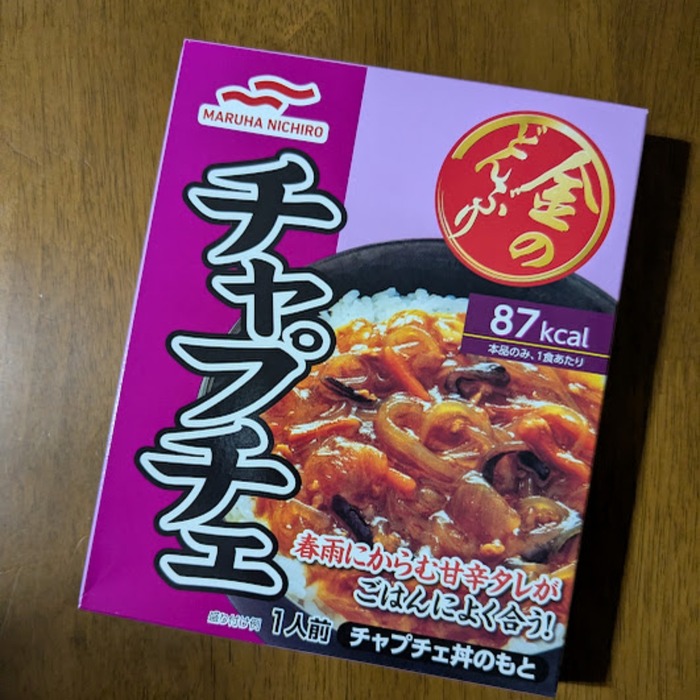 MARUHA NICHIRO
チャプチェ
金の
どんぶり
87kcal
本品のみ、1食あたり
春雨にからむ甘辛タレが
ごはんによく合う!
盛り付け例
1人前
チャプチェ丼のもと